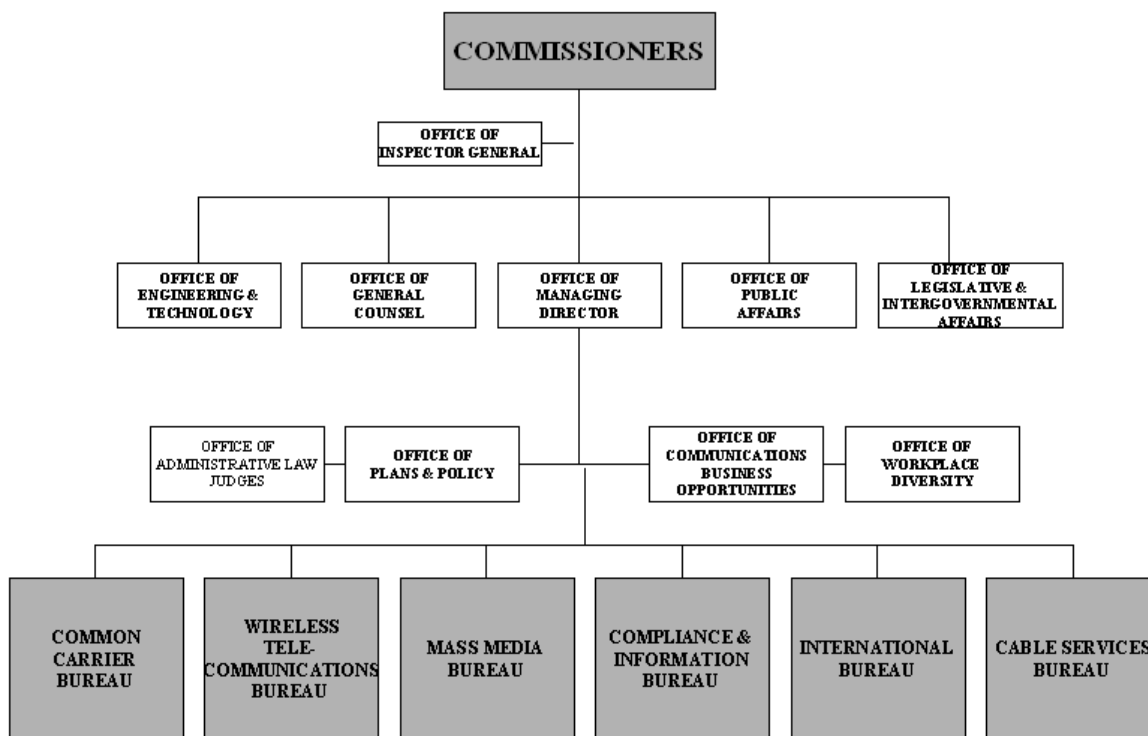 COMMISSIONERS
OFFICE OF
INSPECTOR GENERAL
OFFICE OF
ENGINEERING &
TECHNOLOGY
OFFICE OF
GENERAL
COUNSEL
OFFICE OF
MANAGING
DIRECTOR
OFFICE OF
PUBLIC
AFFAIRS
OFFICE OF
LEGISLATIVE &
INTERGOVERNMENTAL
AFFAIRS
OFFICE OF
ADMINISTRATIVE LAW
JUDGES
OFFICE OF
PLANS & POLICY
OFFICE OF
COMMUNICATIONS
BUSINESS
OPPORTUNITIES
OFFICE OF
WORKPLACE
DIVERSITY
COMMON
CARRIER
BUREAU
WIRELESS
TELE-
COMMUNICATIONS
BUREAU
MASS MEDIA
BUREAU
COMPLIANCE &
INFORMATION
BUREAU
INTERNATIONAL
BUREAU
CABLE SERVICES
BUREAU